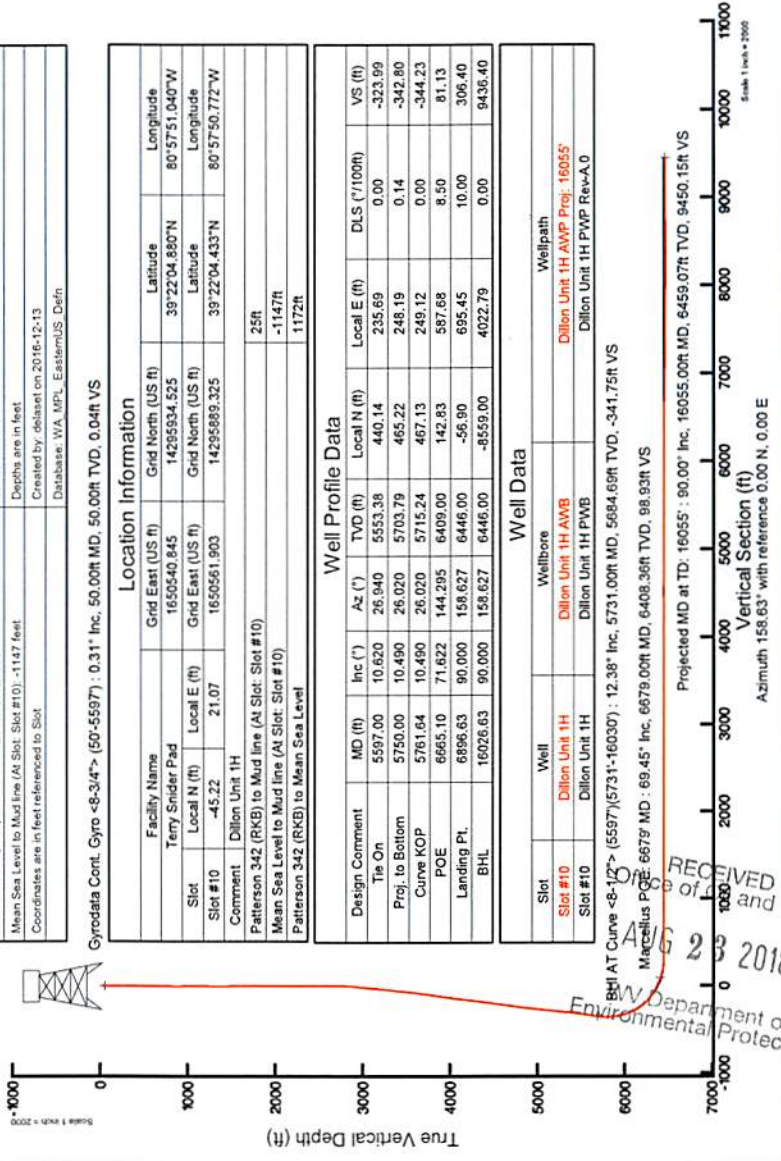 Mean Sea Level to Mud line (At Slot: Slot #10): -1147 feet
Coordinates are in feet referenced to Slot
Depths are in feet
Created by: delaset on 2016-12-13
Database: WA_MPL_EasternUS_Defn
Gyrodata Cont. Gyro <8-3/4"> (50'-5597') : 0.31° Inc, 50.00ft MD, 50.00ft TVD, 0.04ft VS
Location Information
Facility Name Grid East (US ft) Grid North (US ft) Latitude Longitude
Terry Snider Pad 1650540.845 14295934.525 39°22'04.880"N 80°57'51.040"W
Slot Local N (ft) Local E (ft) Grid East (US ft) Grid North (US ft) Latitude Longitude
Slot #10 -45.22 21.07 1650561.903 14295889.325 39°22'04.433"N 80°57'50.772"W
Comment Dillon Unit 1H
Patterson 342 (RKB) to Mud line (At Slot: Slot #10) 25ft
Mean Sea Level to Mud line (At Slot: Slot #10) -1147ft
Patterson 342 (RKB) to Mean Sea Level 1172ft
Well Profile Data
Design Comment MD (ft) Inc (°) Az (°) TVD (ft) Local N (ft) Local E (ft) DLS (°/100ft) VS (ft)
Tie On 5597.00 10.620 26.940 5553.38 440.14 235.69 0.00 -323.99
Proj. to Bottom 5750.00 10.490 26.020 5703.79 465.22 248.19 0.14 -342.80
Curve KOP 5761.64 10.490 26.020 5715.24 467.13 249.12 0.00 -344.23
POE 6665.10 71.622 144.295 6409.00 142.83 587.68 8.50 81.13
Landing Pt. 6896.63 90.000 158.627 6446.00 -56.90 695.45 10.00 306.40
BHL 16026.63 90.000 158.627 6446.00 -8559.00 4022.79 0.00 9436.40
Well Data
Slot Well Wellbore Wellpath
Slot #10 Dillon Unit 1H Dillon Unit 1H AWB Dillon Unit 1H AWP Proj: 16055'
Slot #10 Dillon Unit 1H Dillon Unit 1H PWB Dillon Unit 1H PWP Rev-A.0
BHI AT Curve <8-1/2"> (5597')(5731'-16030') : 12.38° Inc, 5731.00ft MD, 5684.69ft TVD, -341.75ft VS
Marcellus POE: 6679' MD : 69.45° Inc, 6679.00ft MD, 6408.36ft TVD, 98.93ft VS
Projected MD at TD: 16055' : 90.00° Inc, 16055.00ft MD, 6459.07ft TVD, 9450.15ft VS
RECEIVED
Office of and
AUG 23 2018
WV Department of
Environmental Protec
Scale 1 inch = 2000
True Vertical Depth (ft)
-1000
0
1000
2000
3000
4000
5000
6000
7000
-1000 0 1000 2000 3000 4000 5000 6000 7000 8000 9000 10000 11000
Vertical Section (ft)
Azimuth 158.63° with reference 0.00 N, 0.00 E
Scale 1 inch = 2000